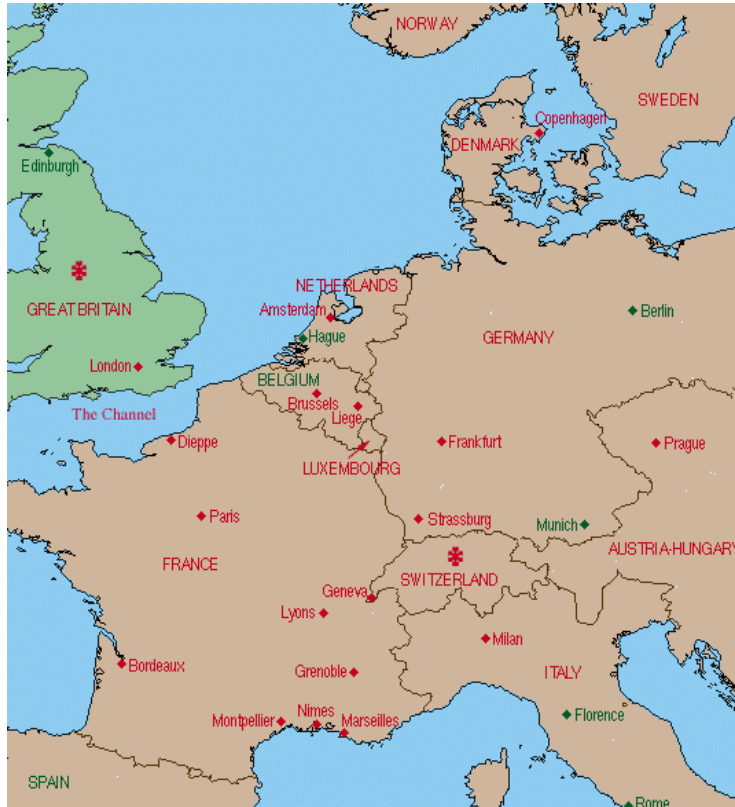 NORWAY
SWEDEN
Copenhagen
DENMARK
Edinburgh
NETHERLANDS
GREAT BRITAIN
Amsterdam
Berlin
Hague
GERMANY
London
BELGIUM
Brussels
Liege
The Channel
Dieppe
Frankfurt
Prague
LUXEMBOURG
Paris
Strassburg
Munich
AUSTRIA-HUNGARY
FRANCE
SWITZERLAND
Geneva
Lyons
Milan
Bordeaux
Grenoble
ITALY
Florence
Montpellier
Nimes
Marseilles
SPAIN
Rome